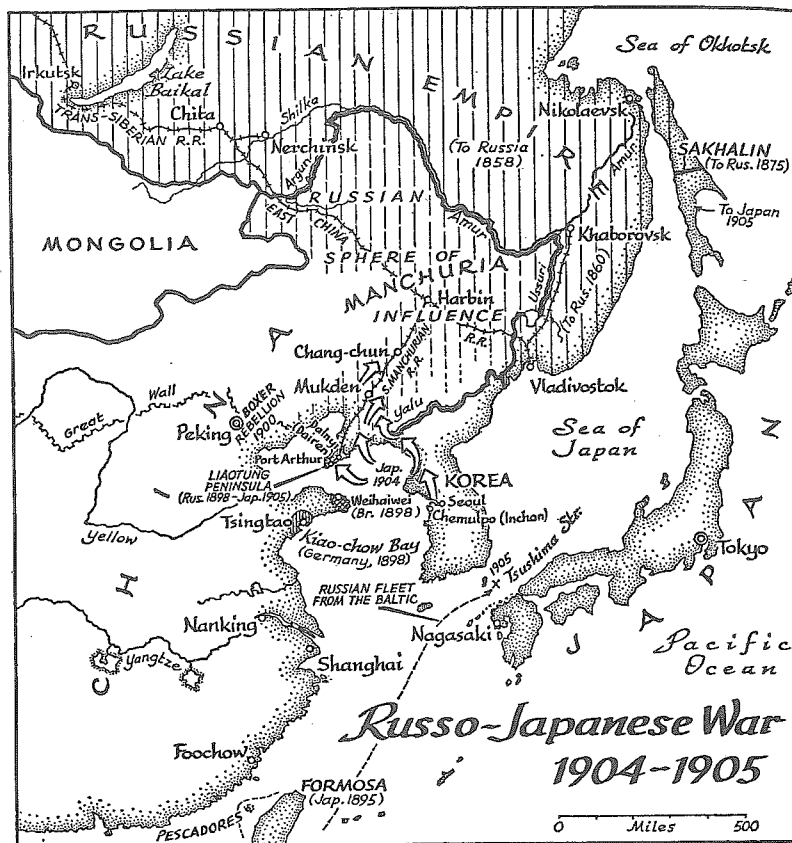 RUSSIAN EMPIRE
Sea of Okhotsk
Irkutsk
Lake
Baikal
TRANS-SIBERIAN R.R.
Chita
Shilka
Nerchinsk
Argun
(To Russia
1858)
Nikolaevsk
Amur
SAKHALIN
(To Rus. 1875)
To Japan
1905
RUSSIAN
EAST CHINA
Amur
Khaborovsk
MONGOLIA
SPHERE OF
MANCHURIA
Harbin
INFLUENCE
R.R.
Ussuri
(To Rus. 1860)
Chang-chun
S. MANCHURIAN
R.R.
Mukden
Vladivostok
Yalu
Wall
Great
BOXER
REBELLION
1900
Peking
Dalny
(Dairen)
Port Arthur
Sea of
Japan
LIAOTUNG
PENINSULA
(Rus. 1898-Jap. 1905)
Jap.
1904
KOREA
Weihaiwei
(Br. 1898)
Seoul
Chemulpo (Inchon)
Tsingtao
Yellow
Kiao-chow Bay
(Germany, 1898)
1905
x Tsushima Str.
Tokyo
RUSSIAN FLEET
FROM THE BALTIC
CHINA
JAPAN
Nanking
Nagasaki
Yangtze
Shanghai
Pacific
Ocean
Russo-Japanese War
1904-1905
Foochow
FORMOSA
(Jap. 1895)
PESCADORES
0 Miles 500